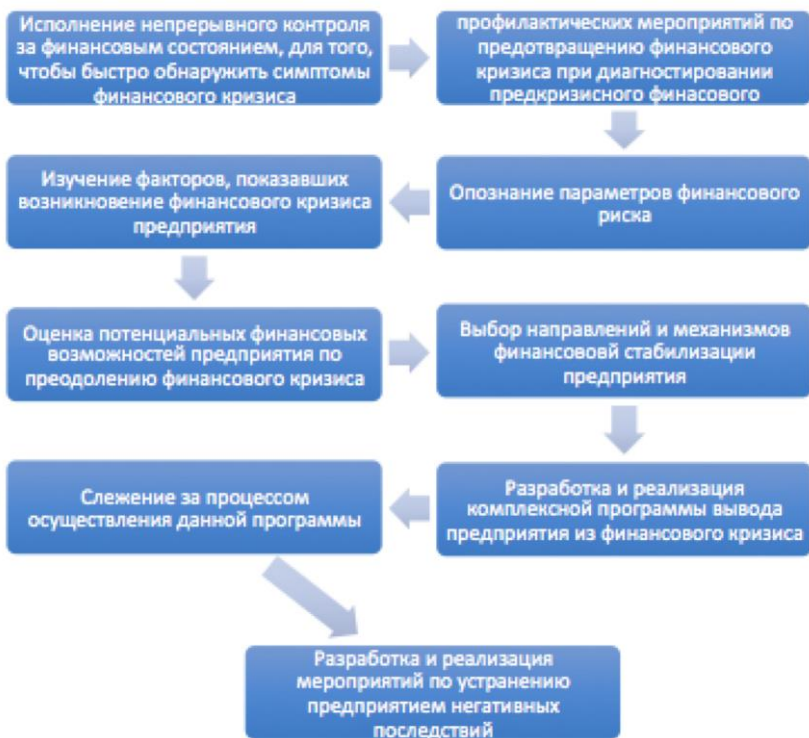 Исполнение непрерывного контроля
за финансовым состоянием, для того,
чтобы быстро обнаружить симптомы
финансового кризиса
профилактических мероприятий по
предотвращению финансового
кризиса при диагностировании
предкризисного финасового
Опознание параметров финансового
риска
Изучение факторов, показавших
возникновение финансового кризиса
предприятия
Оценка потенциальных финансовых
возможностей предприятия по
преодолению финансового кризиса
Выбор направлений и механизмов
финансововй стабилизации
предприятия
Разработка и реализация
комплексной программы вывода
предприятия из финансового кризиса
Слежение за процессом
осуществления данной программы
Разработка и реализация
мероприятий по устранению
предприятием негативных
последствий